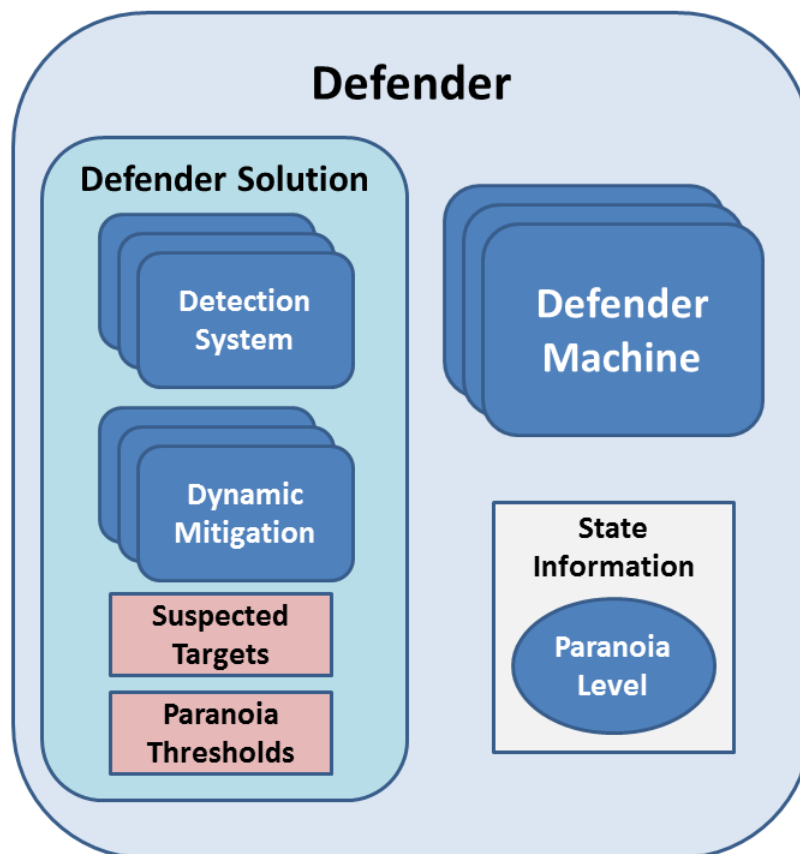 Defender
Defender Solution
Detection
System
Dynamic
Mitigation
Suspected
Targets
Paranoia
Thresholds
Defender
Machine
State
Information
Paranoia
Level